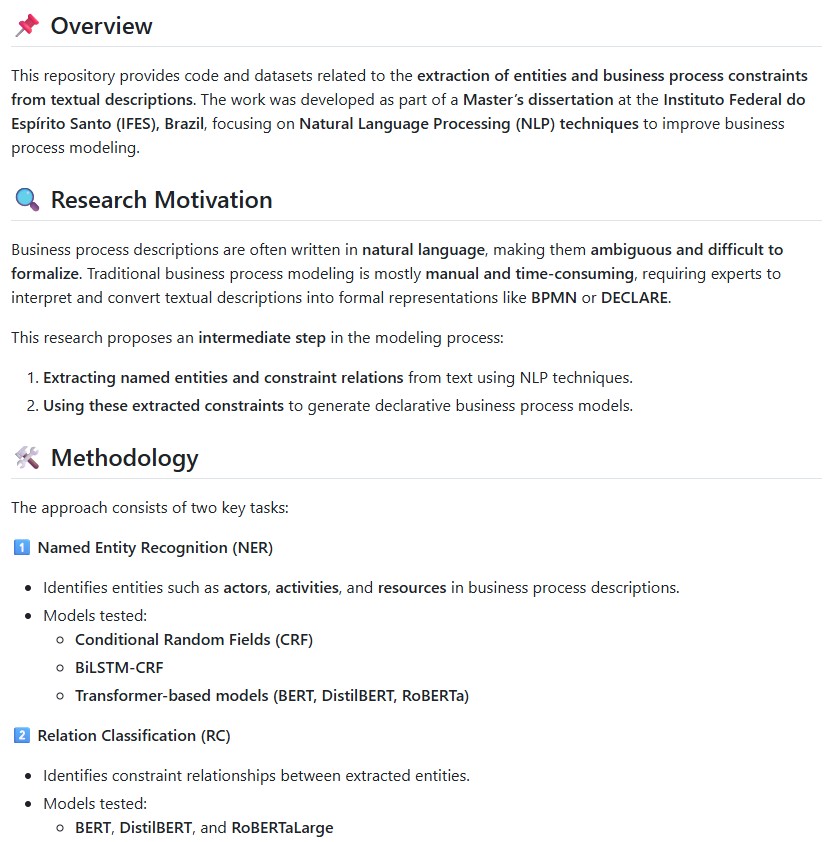 📌 Overview
This repository provides code and datasets related to the extraction of entities and business process constraints
from textual descriptions. The work was developed as part of a Master's dissertation at the Instituto Federal do
Espírito Santo (IFES), Brazil, focusing on Natural Language Processing (NLP) techniques to improve business
process modeling.
🔍 Research Motivation
Business process descriptions are often written in natural language, making them ambiguous and difficult to
formalize. Traditional business process modeling is mostly manual and time-consuming, requiring experts to
interpret and convert textual descriptions into formal representations like BPMN or DECLARE.
This research proposes an intermediate step in the modeling process:
1. Extracting named entities and constraint relations from text using NLP techniques.
2. Using these extracted constraints to generate declarative business process models.
🛠 Methodology
The approach consists of two key tasks:
1️⃣ Named Entity Recognition (NER)
• Identifies entities such as actors, activities, and resources in business process descriptions.
• Models tested:
◦ Conditional Random Fields (CRF)
◦ BiLSTM-CRF
◦ Transformer-based models (BERT, DistilBERT, RoBERTa)
2️⃣ Relation Classification (RC)
• Identifies constraint relationships between extracted entities.
• Models tested:
◦ BERT, DistilBERT, and RoBERTaLarge